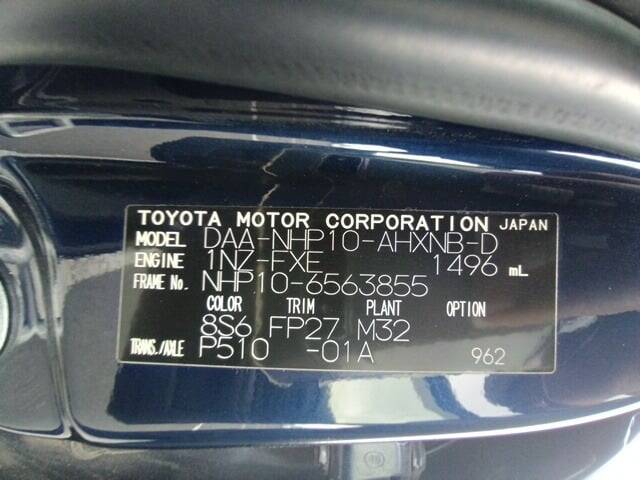 TOYOTA MOTOR CORPORATION JAPAN
MODEL DAA-NHP10-AHXNB-D
ENGINE 1NZ-FXE 1496 mL
FRAME No. NHP10-6563855
COLOR TRIM PLANT OPTION
8S6 FP27 M32
TRANS./AXLE P510 -01A 962